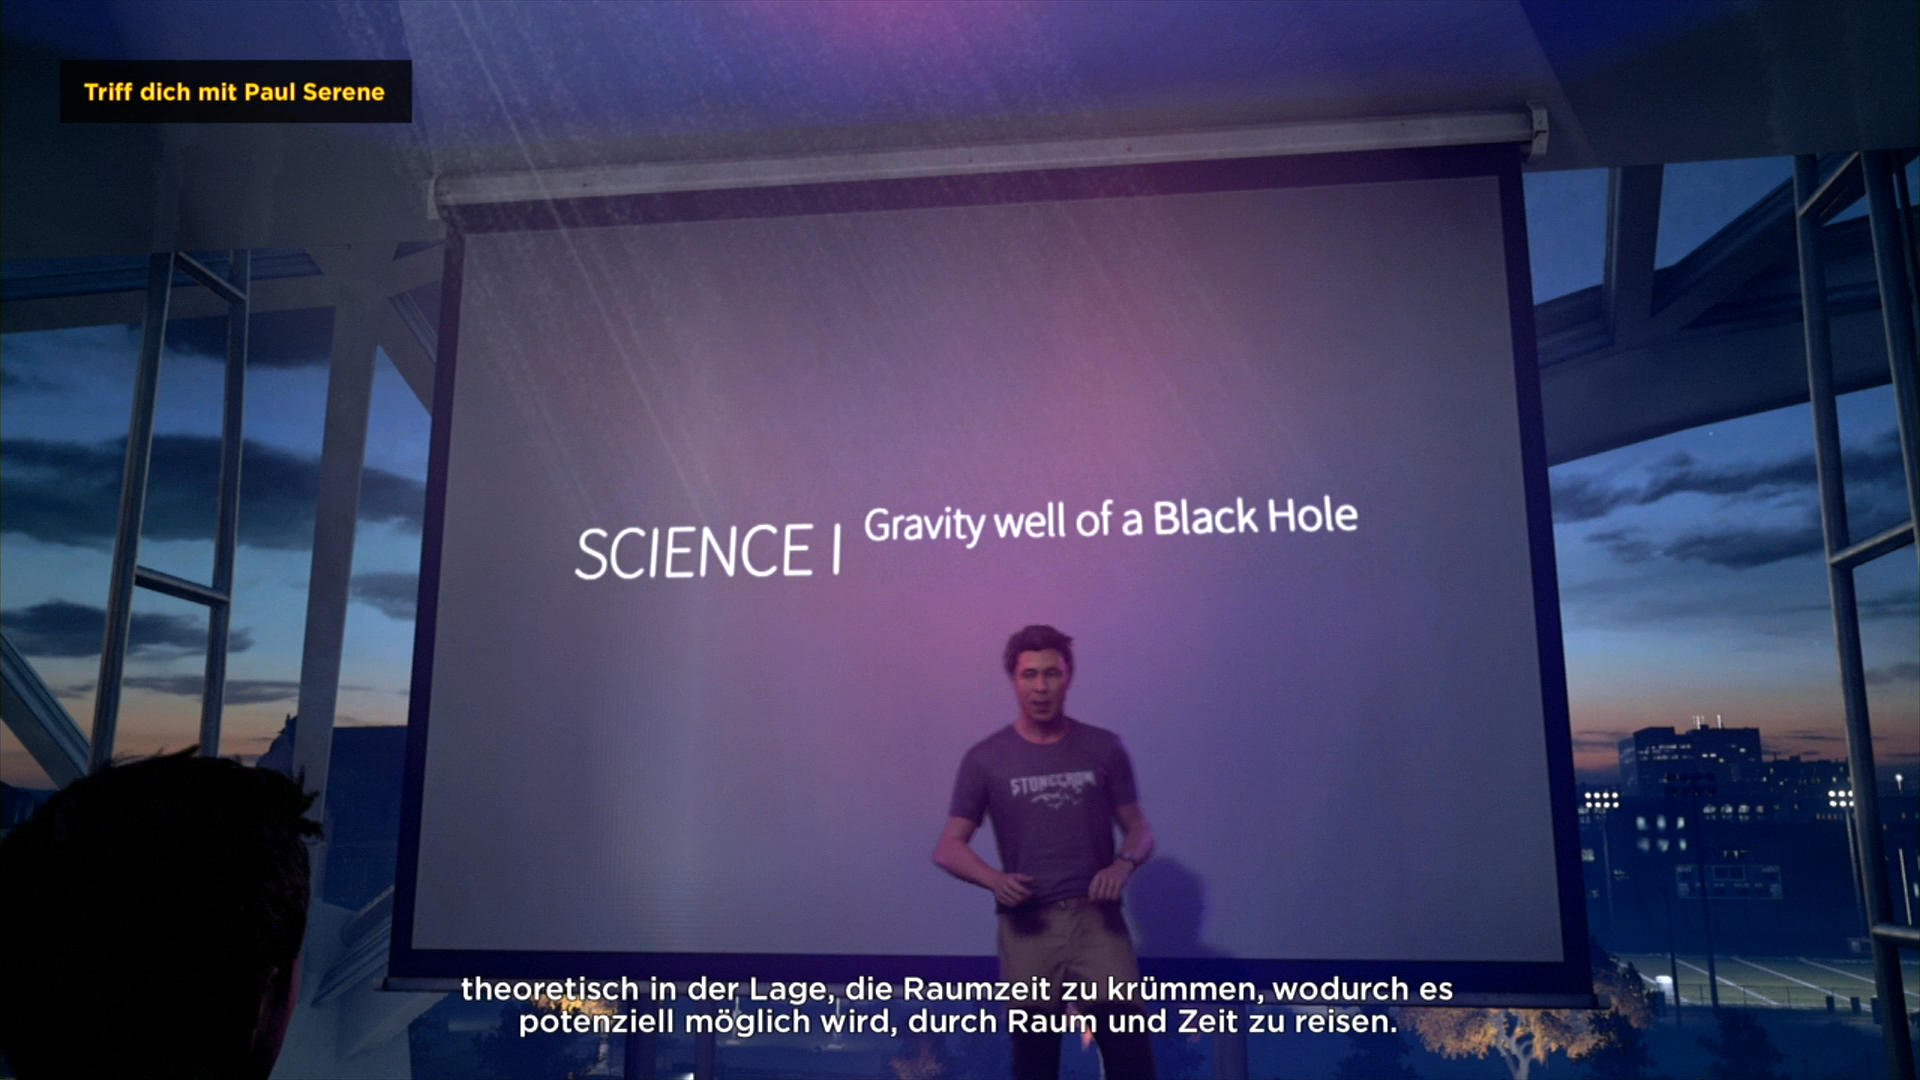 Triff dich mit Paul Serene
SCIENCE | Gravity well of a Black Hole
theoretisch in der Lage, die Raumzeit zu krümmen, wodurch es
potenziell möglich wird, durch Raum und Zeit zu reisen.